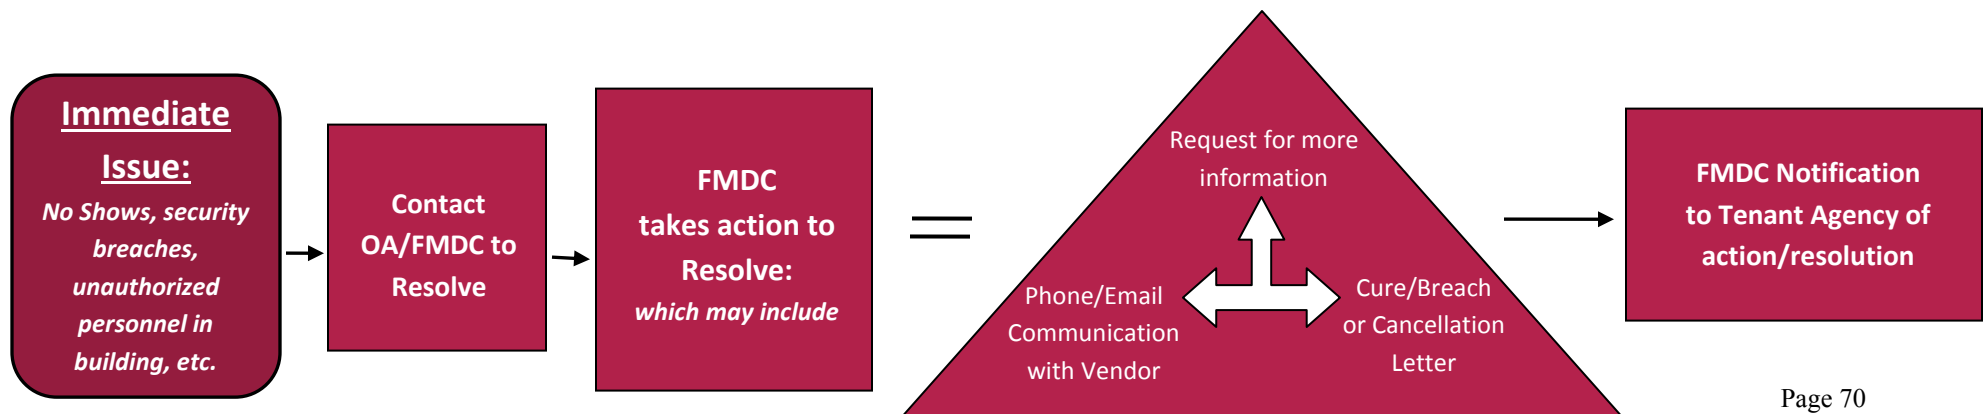 Immediate
Issue:
No Shows, security
breaches,
unauthorized
personnel in
building, etc.
Contact
OA/FMDC to
Resolve
FMDC
takes action to
Resolve:
which may include
Request for more
information
Phone/Email
Communication
with Vendor
Cure/Breach
or Cancellation
Letter
FMDC Notification
to Tenant Agency of
action/resolution
Page 70